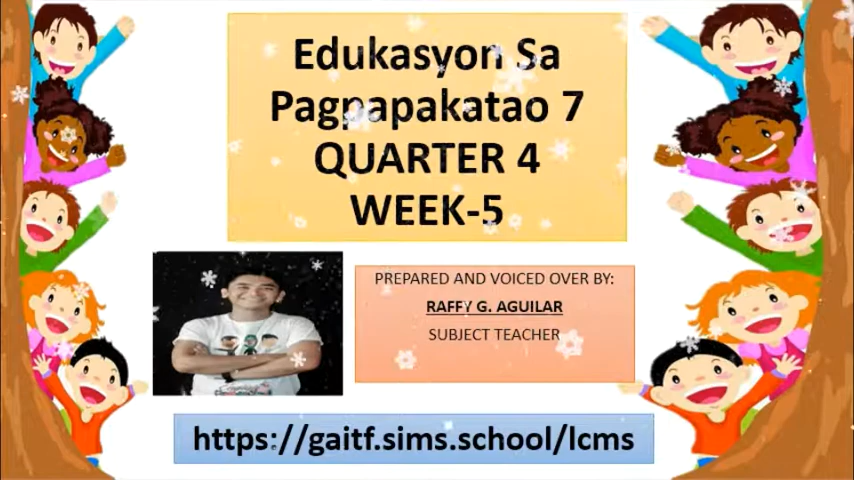 Edukasyon Sa
Pagpapakatao 7
QUARTER 4
WEEK-5
PREPARED AND VOICED OVER BY:
RAFFY G. AGUILAR
SUBJECT TEACHER
https://gaitf.sims.school/lcms